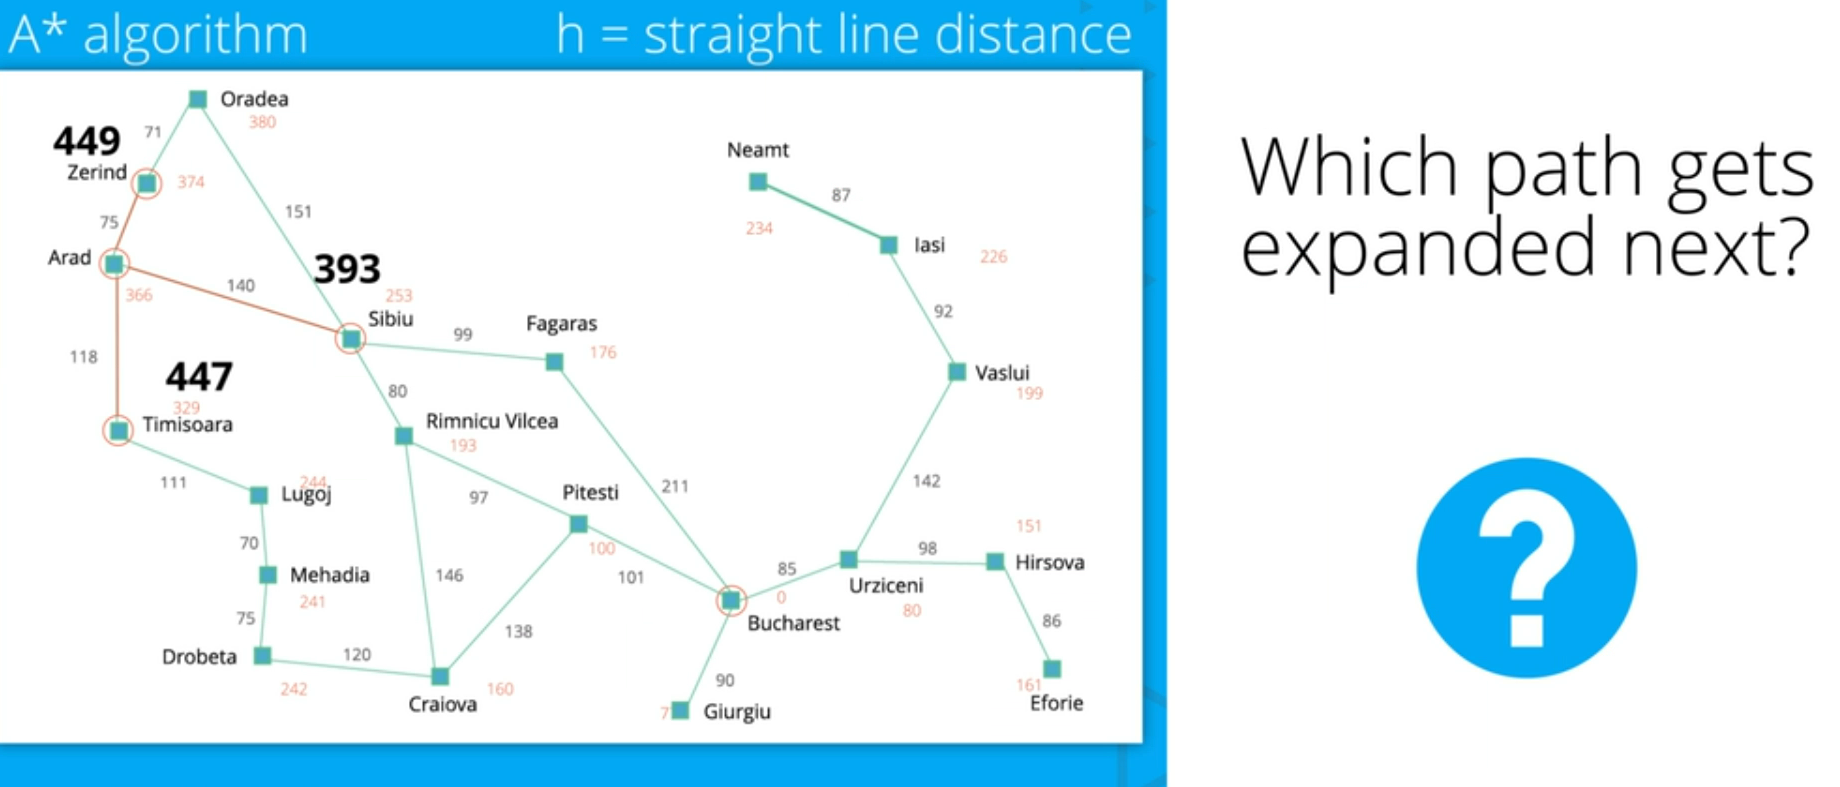 A* algorithm
h = straight line distance
Oradea
380
449
71
Zerind
374
75
151
Arad
366
140
393
253
Sibiu
99
Fagaras
176
118
447
329
Timisoara
80
Rimnicu Vilcea
193
111
244
Lugoj
97
Pitesti
211
100
70
Mehadia
241
146
101
75
138
Drobeta
120
242
Craiova
160
Neamt
87
234
Iasi
226
92
Vaslui
199
142
151
98
Hirsova
85
0
Urziceni
80
Bucharest
86
90
161
Eforie
Giurgiu
Which path gets
expanded next?
?